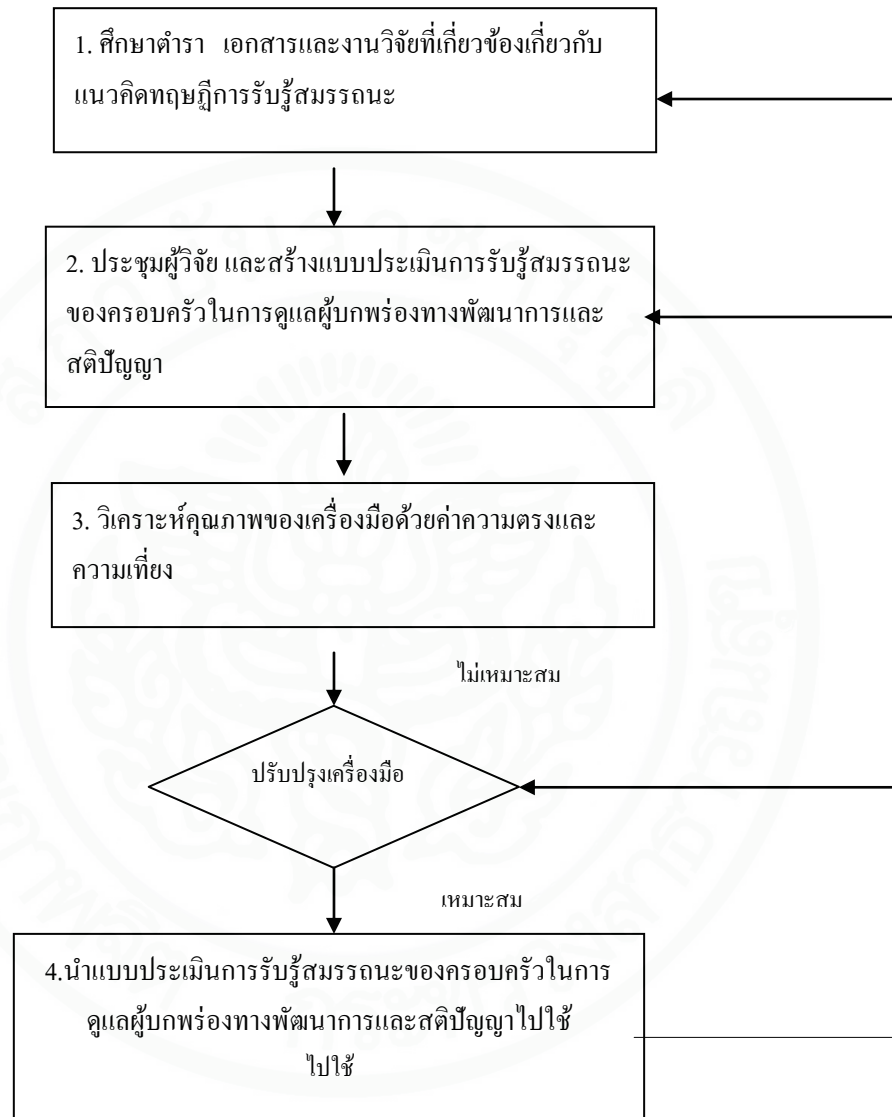 1. ศึกษาตำรา เอกสารและงานวิจัยที่เกี่ยวข้องเกี่ยวกับ
แนวคิดทฤษฎีการรับรู้สมรรถนะ
2. ประชุมผู้วิจัย และสร้างแบบประเมินการรับรู้สมรรถนะ
ของครอบครัวในการดูแลผู้บกพร่องทางพัฒนาการและ
สติปัญญา
3. วิเคราะห์คุณภาพของเครื่องมือด้วยค่าความตรงและ
ความเที่ยง
ไม่เหมาะสม
ปรับปรุงเครื่องมือ
เหมาะสม
4.นำแบบประเมินการรับรู้สมรรถนะของครอบครัวในการ
ดูแลผู้บกพร่องทางพัฒนาการและสติปัญญาไปใช้
ไปใช้